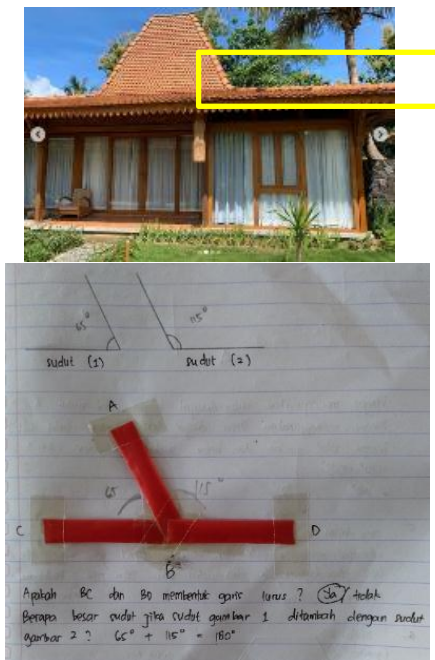 65°
115°
sudut (1)
sudut (2)
A
65
115°
C
D
B
Apakah BC dan BD membentuk garis lurus ? Ya / tidak
Berapa besar sudut jika sudut gambar 1 ditambah dengan sudut
gambar 2 ? 65° + 115° = 180°